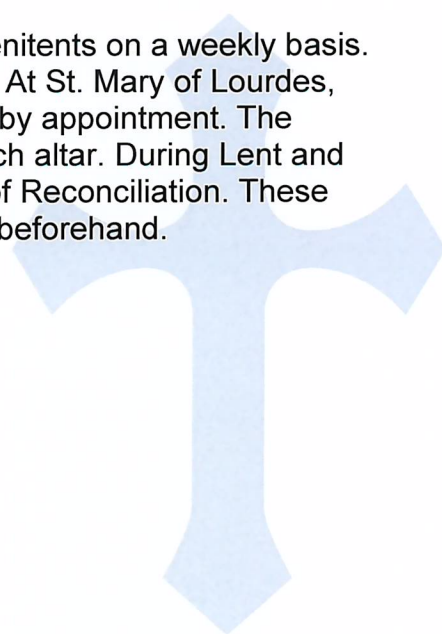 enitents on a weekly basis.
At St. Mary of Lourdes,
by appointment. The
ch altar. During Lent and
of Reconciliation. These
beforehand.